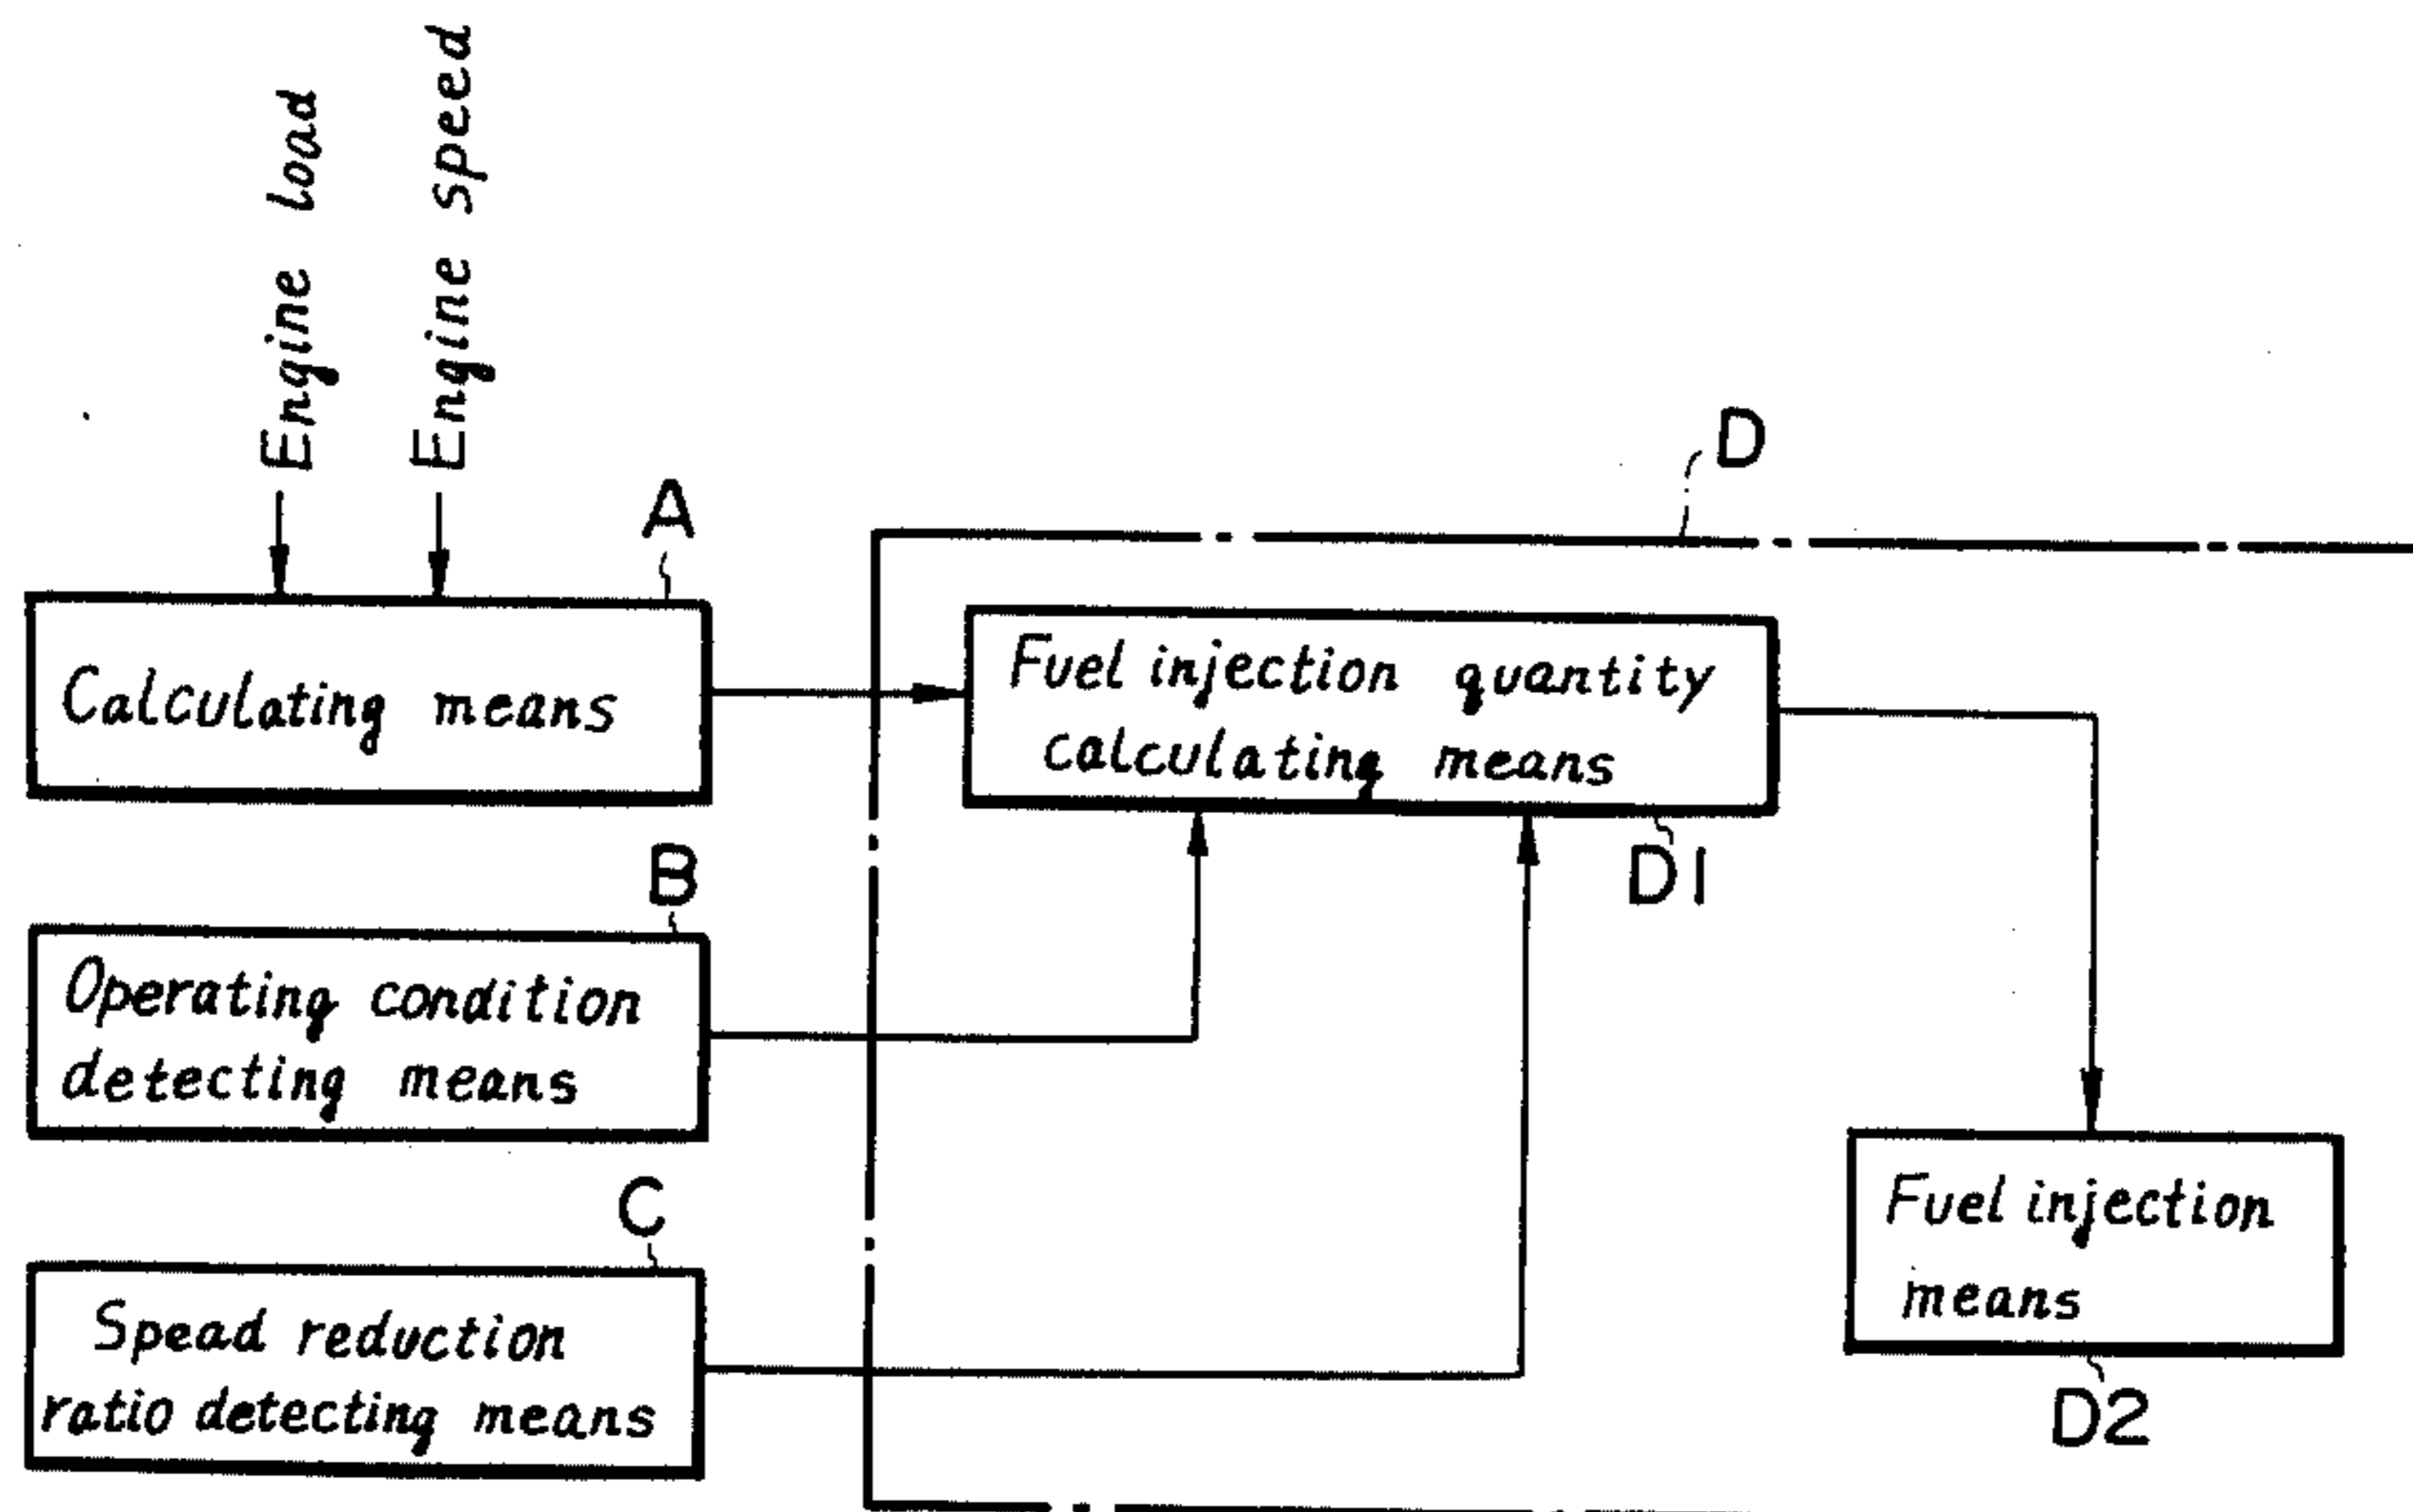 Engine load
Engine speed
A
D
Calculating means
Fuel injection quantity
calculating means
D1
B
Operating condition
detecting means
C
Spead reduction
ratio detecting means
Fuel injection
means
D2